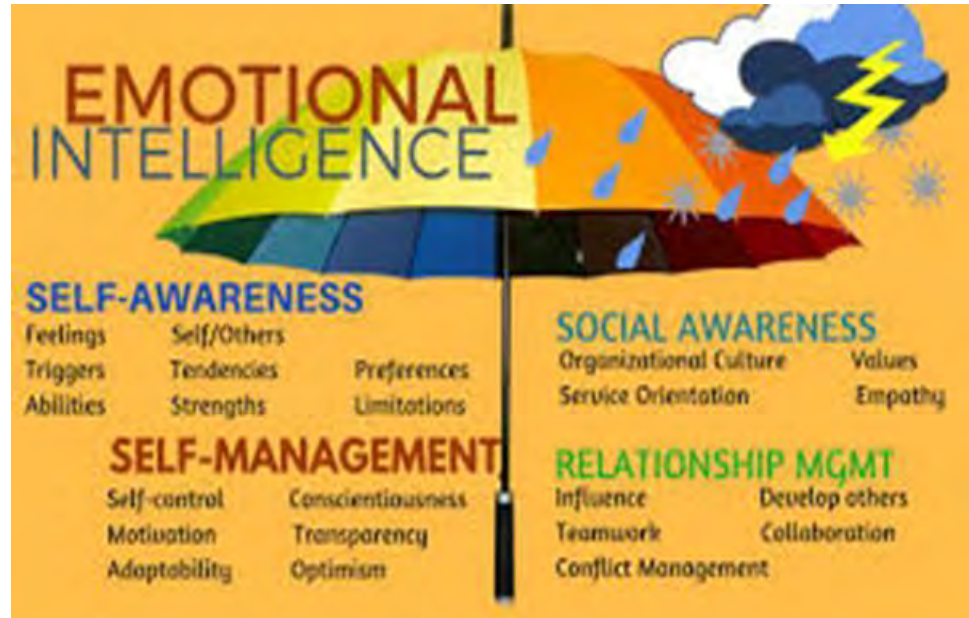 EMOTIONAL
INTELLIGENCE
SELF-AWARENESS
Feelings Self/Others
Triggers Tendencies Preferences
Abilities Strengths Limitations
SELF-MANAGEMENT
Self-control Conscientiousness
Motivation Transparency
Adaptability Optimism
SOCIAL AWARENESS
Organizational Culture Values
Service Orientation Empathy
RELATIONSHIP MGMT
Influence Develop others
Teamwork Collaboration
Conflict Management